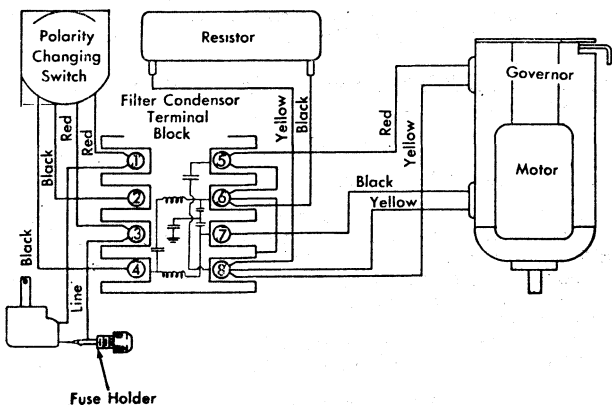 Polarity
Changing
Switch
Resistor
Governor
Filter Condensor
Terminal
Block
Red
Red
Black
Black
Yellow
Black
Red
Yellow
Motor
Black
Yellow
1
2
3
4
5
6
7
8
Line
Fuse Holder